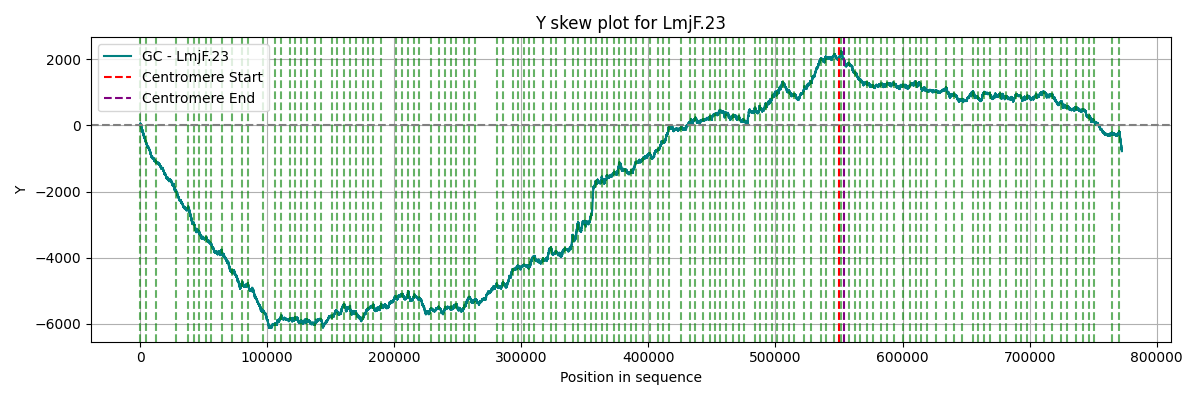 Y skew plot for LmjF.23
GC - LmjF.23
Centromere Start
Centromere End
2000
0
−2000
−4000
−6000
Y
0 100000 200000 300000 400000 500000 600000 700000 800000
Position in sequence